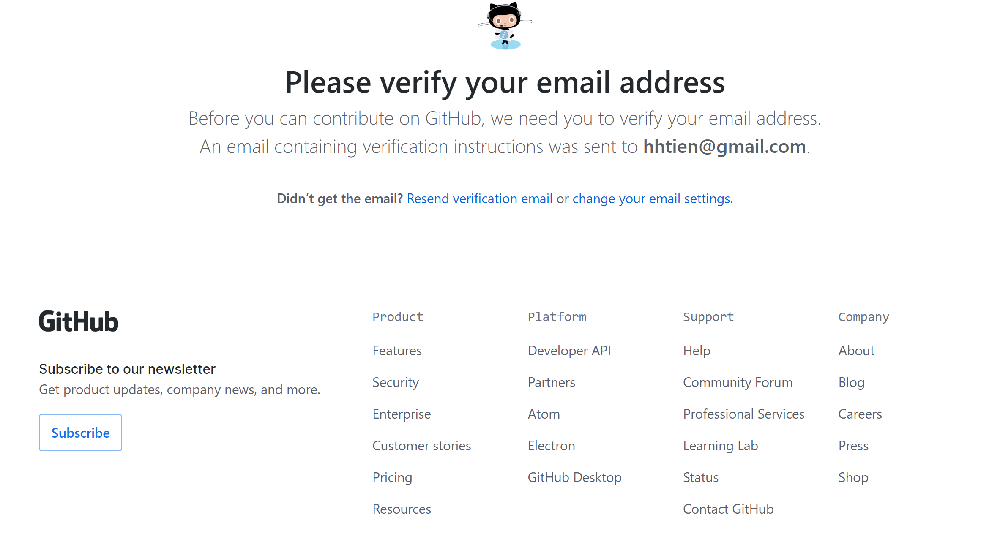 Please verify your email address
Before you can contribute on GitHub, we need you to verify your email address.
An email containing verification instructions was sent to hhtien@gmail.com.
Didn’t get the email? Resend verification email or change your email settings.
GitHub
Subscribe to our newsletter
Get product updates, company news, and more.
Subscribe
Product
Features
Security
Enterprise
Customer stories
Pricing
Resources
Platform
Developer API
Partners
Atom
Electron
GitHub Desktop
Support
Help
Community Forum
Professional Services
Learning Lab
Status
Contact GitHub
Company
About
Blog
Careers
Press
Shop